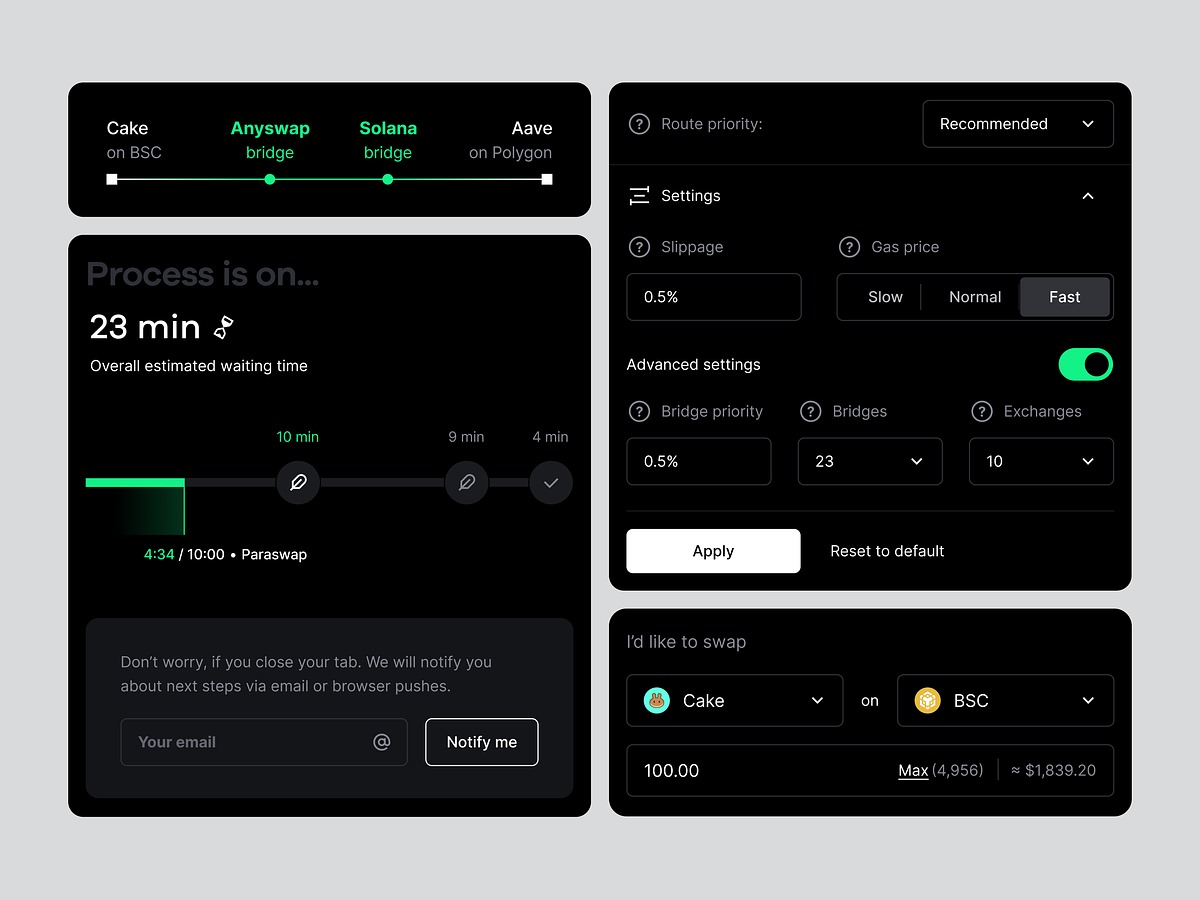 Cake Anyswap Solana Aave
on BSC bridge bridge on Polygon
Process is on...
23 min
Overall estimated waiting time
10 min 9 min 4 min
4:34 / 10:00 • Paraswap
Don’t worry, if you close your tab. We will notify you
about next steps via email or browser pushes.
Your email @ Notify me
? Route priority: Recommended
Settings
? Slippage ? Gas price
0.5% Slow Normal Fast
Advanced settings
? Bridge priority ? Bridges ? Exchanges
0.5% 23 10
Apply Reset to default
I’d like to swap
Cake on BSC
100.00 Max (4,956) ≈ $1,839.20